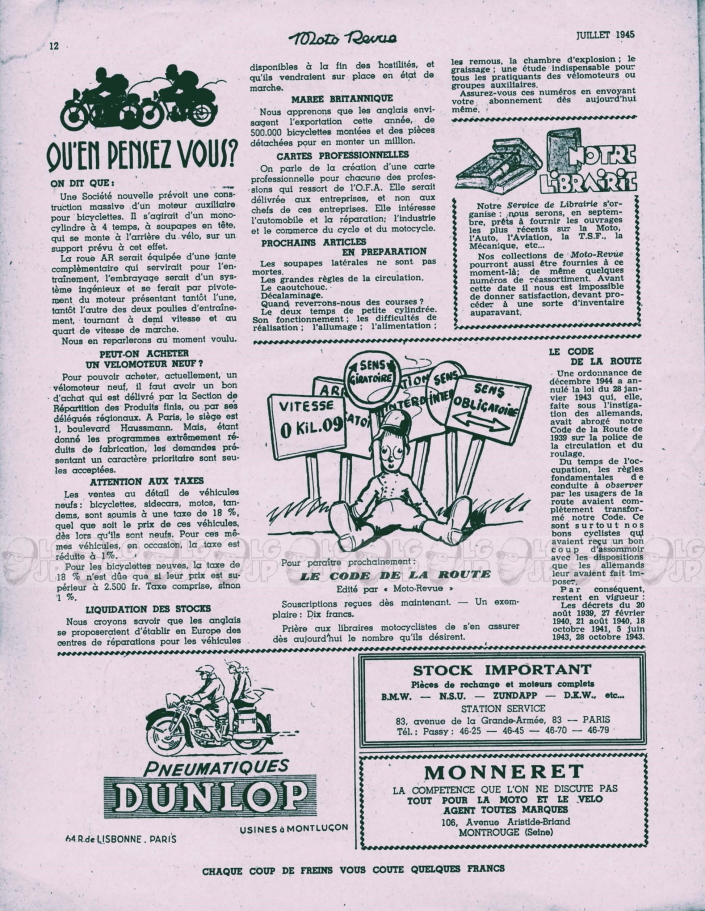 12
Moto Revue
JUILLET 1945
QU'EN PENSEZ VOUS?
ON DIT QUE :
Une Société nouvelle prévoit une cons-
truction massive d'un moteur auxiliaire
pour bicyclettes. Il s'agirait d'un mono-
cylindre à 4 temps, à soupapes en tête,
qui se monte à l'arrière du vélo, sur un
support prévu à cet effet.
La roue AR serait équipée d'une jante
complémentaire qui servirait pour l'en-
traînement, l'embrayage serait d'un sys-
tème ingénieux et se ferait par pivote-
ment du moteur présentant tantôt l'une,
tantôt l'autre des deux poulies d'entraîne-
ment, tournant à demi vitesse et au
quart de vitesse de marche.
Nous en reparlerons au moment voulu.
PEUT-ON ACHETER
UN VELOMOTEUR NEUF ?
Pour pouvoir acheter, actuellement, un
vélomoteur neuf, il faut avoir un bon
d'achat qui est délivré par la Section de
Répartition des Produits finis, ou par ses
délégués régionaux. A Paris, le siège est
1, boulevard Haussmann. Mais, étant
donné les programmes extrêmement ré-
duits de fabrication, les demandes pré-
sentant un caractère prioritaire sont seu-
les acceptées.
ATTENTION AUX TAXES
Les ventes au détail de véhicules
neufs : bicyclettes, sidecars, motos, tan-
dems, sont soumis à une taxe de 18 %,
quel que soit le prix de ces véhicules,
dès lors qu'ils sont neufs. Pour ces mê-
mes véhicules, en occasion, la taxe est
réduite à 1%.
Pour les bicyclettes neuves, la taxe de
18 % n'est dûe que si leur prix est su-
périeur à 2.500 fr. Taxe comprise, sinon
1 %.
LIQUIDATION DES STOCKS
Nous croyons savoir que les anglais
se proposeraient d'établir en Europe des
centres de réparations pour les véhicules
disponibles à la fin des hostilités, et
qu'ils vendraient sur place en état de
marche.
MAREE BRITANNIQUE
Nous apprenons que les anglais envi-
sagent l'exportation cette année, de
500.000 bicyclettes montées et des pièces
détachées pour en monter un million.
CARTES PROFESSIONNELLES
On parle de la création d'une carte
professionnelle pour chacune des profes-
sions qui ressort de l'O.F.A. Elle serait
délivrée aux entreprises, et non aux
chefs de ces entreprises. Elle intéresse
l'automobile et la réparation; l'industrie
et le commerce du cycle et du motocycle.
PROCHAINS ARTICLES
EN PREPARATION
Les soupapes latérales ne sont pas
mortes.
Les grandes règles de la circulation.
Le caoutchouc.
Décalaminage.
Quand reverrons-nous des courses ?
Le deux temps de petite cylindrée.
Son fonctionnement ; les difficultés de
réalisation ; l'allumage ; l'alimentation ;
les remous, la chambre d'explosion ; le
graissage ; une étude indispensable pour
tous les pratiquants des vélomoteurs ou
groupes auxiliaires.
Assurez-vous ces numéros en envoyant
votre abonnement dès aujourd'hui
même.
NOTRE
LIBRAIRIE
Notre Service de Librairie s'or-
ganise : nous serons, en septem-
bre, prêts à fournir les ouvrages
les plus récents sur la Moto,
l'Auto, l'Aviation, la T.S.F., la
Mécanique, etc...
Nos collections de Moto-Revue
pourront aussi être fournies à ce
moment-là; de même quelques
numéros de réassortiment. Avant
cette date il nous est impossible
de donner satisfaction, devant pro-
céder à une sorte d'inventaire
auparavant.
SENS
GIRATOIRE
VITESSE
0 KIL.09
SENS
SENS
OBLIGATOIRE
Pour paraître prochainement :
LE CODE DE LA ROUTE
Edité par « Moto-Revue »
Souscriptions reçues dès maintenant. — Un exem-
plaire : Dix francs.
Prière aux libraires motocyclistes de s'en assurer
dès aujourd'hui le nombre qu'ils désirent.
LE CODE
DE LA ROUTE
Une ordonnance de
décembre 1944 a an-
nulé la loi du 28 jan-
vier 1943 qui, elle,
faite sous l'instiga-
tion des allemands,
avait abrogé notre
Code de la Route de
1939 sur la police de
la circulation et du
roulage.
Du temps de l'oc-
cupation, les règles
fondamentales de
conduite à observer
par les usagers de la
route avaient com-
plètement transfor-
mé notre Code. Ce
sont surtout nos
bons cyclistes qui
avaient reçu un bon
coup d'assommoir
avec les dispositions
que les allemands
leur avaient fait im-
poser.
Par conséquent,
restent en vigueur :
Les décrets du 20
août 1939, 27 février
1940, 21 août 1940, 18
octobre 1941, 5 juin
1943, 28 octobre 1943.
PNEUMATIQUES
DUNLOP
USINES à MONTLUÇON
64 R. de LISBONNE . PARIS
STOCK IMPORTANT
Pièces de rechange et moteurs complets
B.M.W. — N.S.U. — ZUNDAPP — D.K.W., etc...
STATION SERVICE
83, avenue de la Grande-Armée, 83 — PARIS
Tél. : Passy : 46-25 — 46-45 — 46-70 — 46-79
MONNERET
LA COMPETENCE QUE L'ON NE DISCUTE PAS
TOUT POUR LA MOTO ET LE VELO
AGENT TOUTES MARQUES
106, Avenue Aristide-Briand
MONTROUGE (Seine)
CHAQUE COUP DE FREINS VOUS COUTE QUELQUES FRANCS